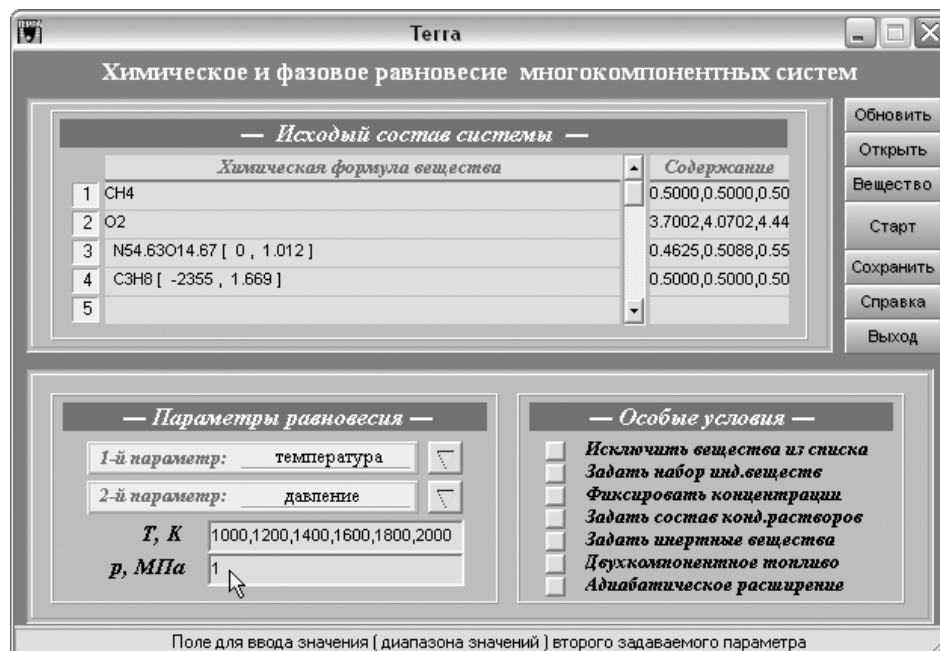 Terra
Химическое и фазовое равновесие многокомпонентных систем
— Исходый состав системы —
Химическая формула вещества Содержание
1 CH4 0.5000,0.5000,0.50
2 O2 3.7002,4.0702,4.44
3 N54.63O14.67 [ 0 , 1.012 ] 0.4625,0.5088,0.55
4 C3H8 [ -2355 , 1.669 ] 0.5000,0.5000,0.50
5
Обновить
Открыть
Вещество
Старт
Сохранить
Справка
Выход
— Параметры равновесия —
1-й параметр: температура
2-й параметр: давление
T, K 1000,1200,1400,1600,1800,2000
p, МПа 1
— Особые условия —
Исключить вещества из списка
Задать набор инд.веществ
Фиксировать концентрации
Задать состав конд.растворов
Задать инертные вещества
Двухкомпонентное топливо
Адиабатическое расширение
Поле для ввода значения ( диапазона значений ) второго задаваемого параметра